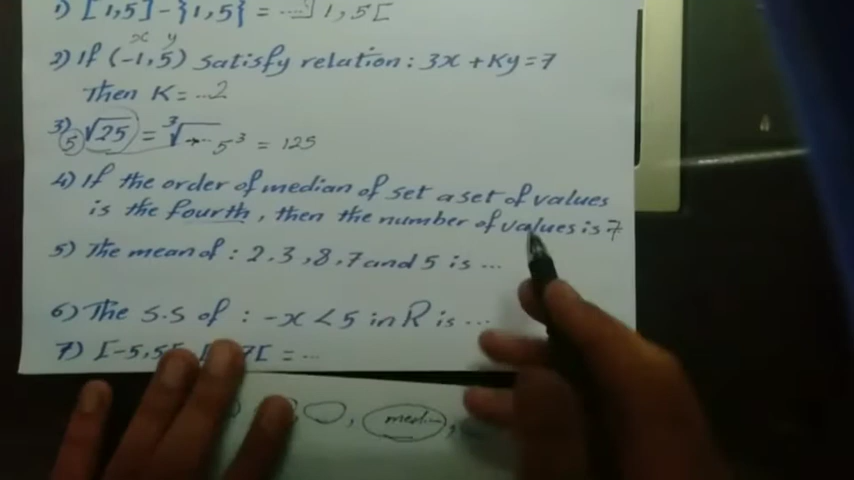 1) [1,5] - {1,5} = ....]1,5[
x y
2) If (-1,5) satisfy relation : 3x + Ky = 7
Then K = ...2
3) √25 = ³√ .... 5³ = 125
5
4) If the order of median of set a set of values
is the fourth, then the number of values is 7
5) The mean of : 2,3,8,7 and 5 is ...
6) The S.S of : -x < 5 in R is ...
7) [-5,5 7[ = ...